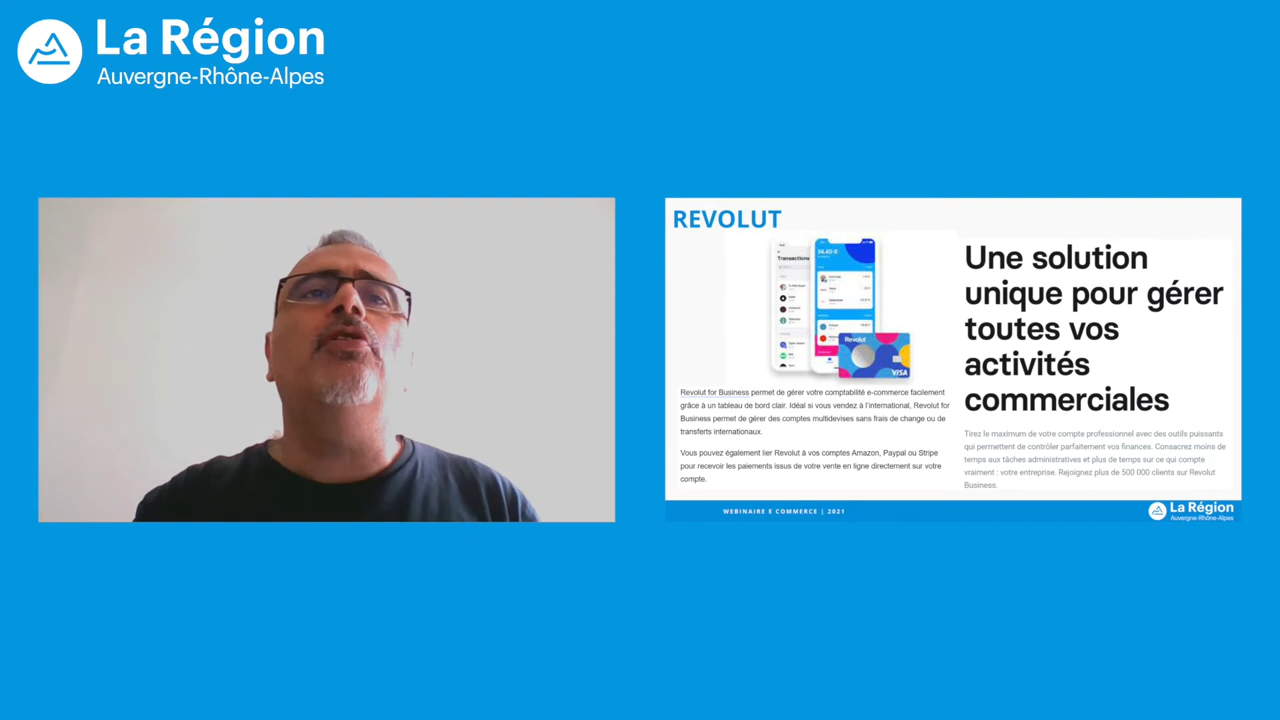 La Région
Auvergne-Rhône-Alpes
REVOLUT
Transactions
Revolut
VISA
Revolut for Business permet de gérer votre comptabilité e-commerce facilement
grâce à un tableau de bord clair. Idéal si vous vendez à l'international, Revolut for
Business permet de gérer des comptes multidevises sans frais de change ou de
transferts internationaux.
Vous pouvez également lier Revolut à vos comptes Amazon, Paypal ou Stripe
pour recevoir les paiements issus de votre vente en ligne directement sur votre
compte.
Une solution
unique pour gérer
toutes vos
activités
commerciales
Tirez le maximum de votre compte professionnel avec des outils puissants
qui permettent de contrôler parfaitement vos finances. Consacrez moins de
temps aux tâches administratives et plus de temps sur ce qui compte
vraiment : votre entreprise. Rejoignez plus de 500 000 clients sur Revolut
Business.
WEBINAIRE E COMMERCE | 2021
La Région
Auvergne-Rhône-Alpes